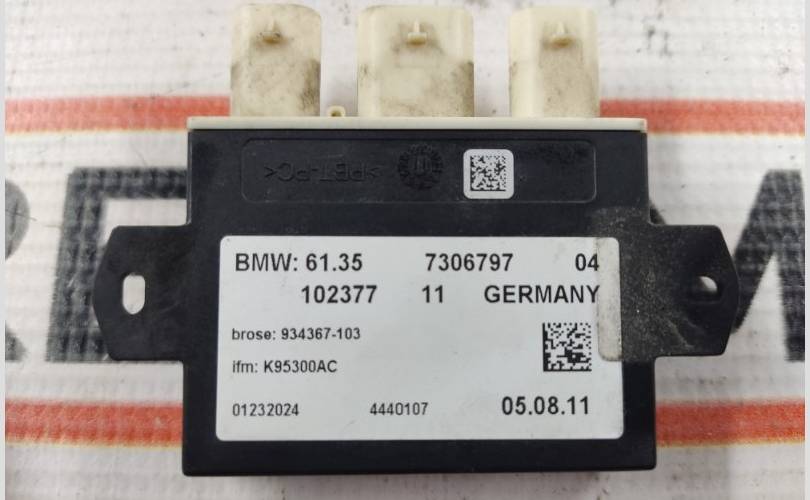 >PBT-PC<
BMW: 61.35 7306797 04
102377 11 GERMANY
brose: 934367-103
ifm: K95300AC
01232024 4440107 05.08.11